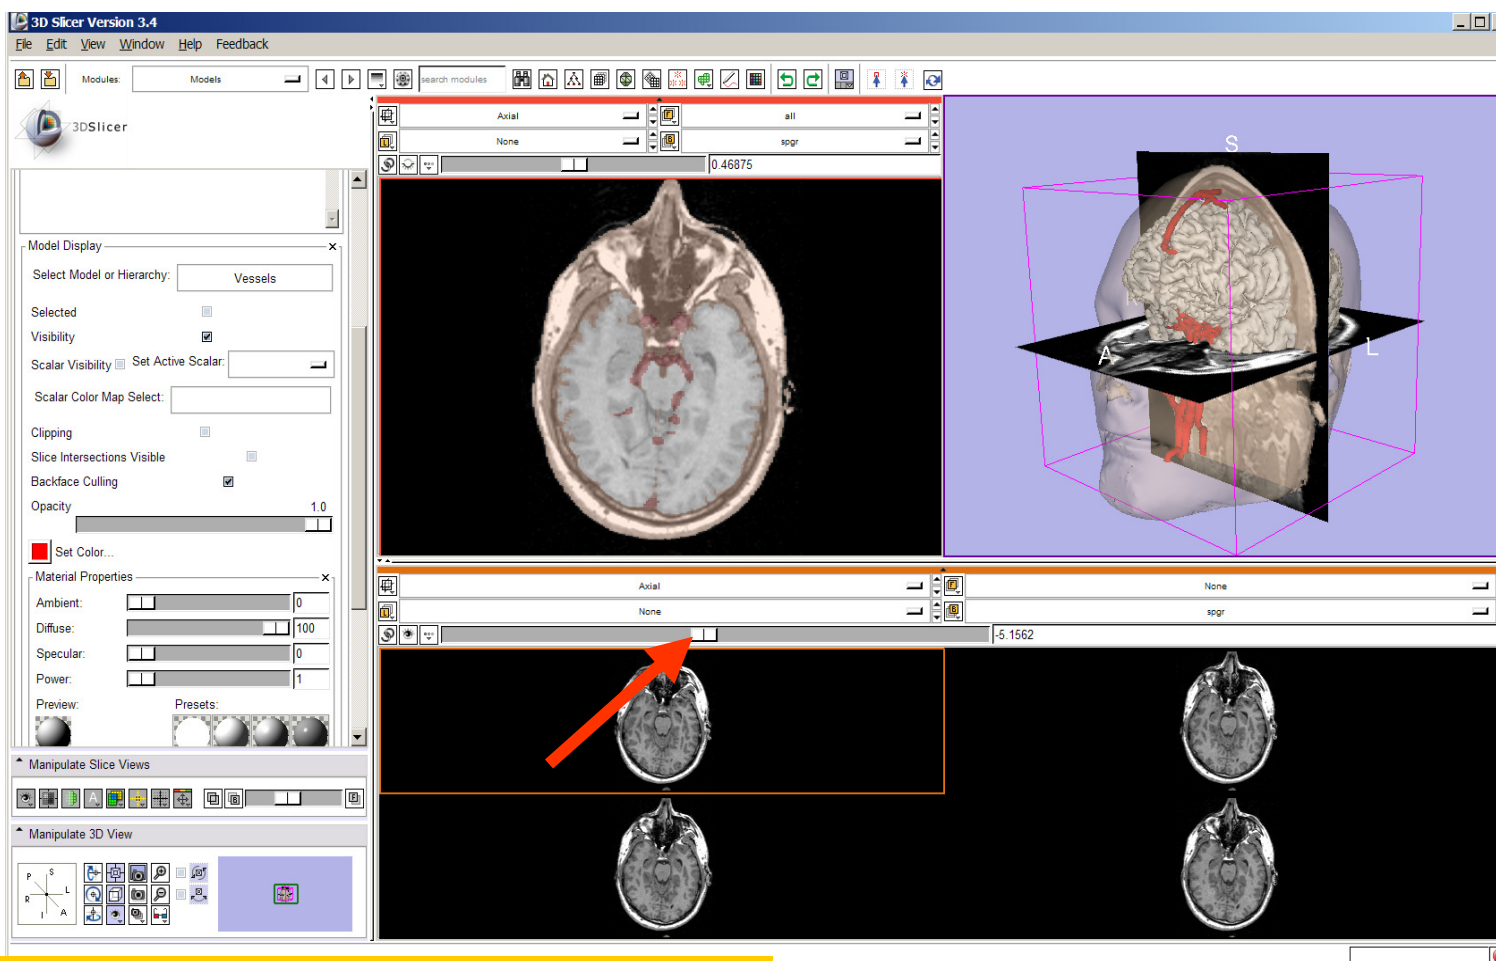 3D Slicer Version 3.4
File Edit View Window Help Feedback
Modules: Models search modules
3DSlicer
Axial all
None spgr
0.46875
S
A
L
Model Display
Select Model or Hierarchy: Vessels
Selected
Visibility
Scalar Visibility Set Active Scalar:
Scalar Color Map Select:
Clipping
Slice Intersections Visible
Backface Culling
Opacity 1.0
Set Color...
Material Properties
Ambient: 0
Diffuse: 100
Specular: 0
Power: 1
Preview: Presets:
Axial None
None spgr
-5.1562
Manipulate Slice Views
Manipulate 3D View
P S
R L
I A